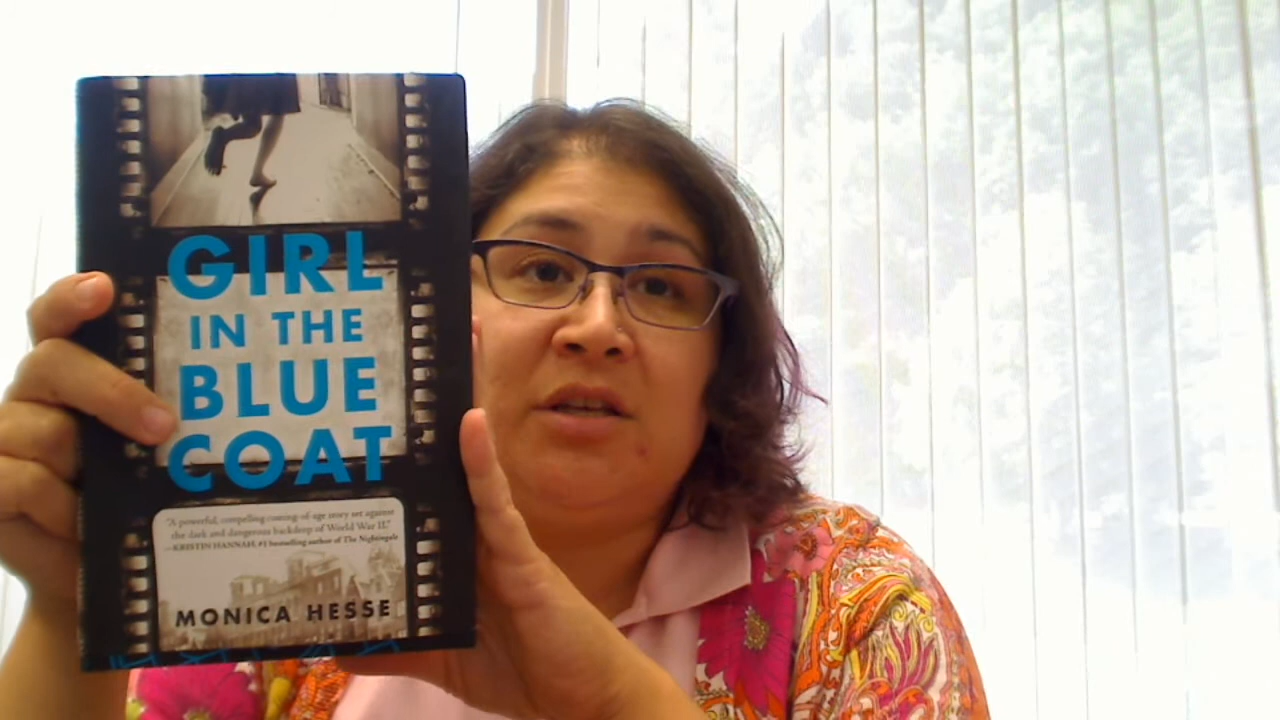 GIRL
IN THE
BLUE
COAT
"A powerful, compelling coming-of-age story set against
the dark and dangerous backdrop of World War II."
—KRISTIN HANNAH, #1 bestselling author of The Nightingale
MONICA HESSE